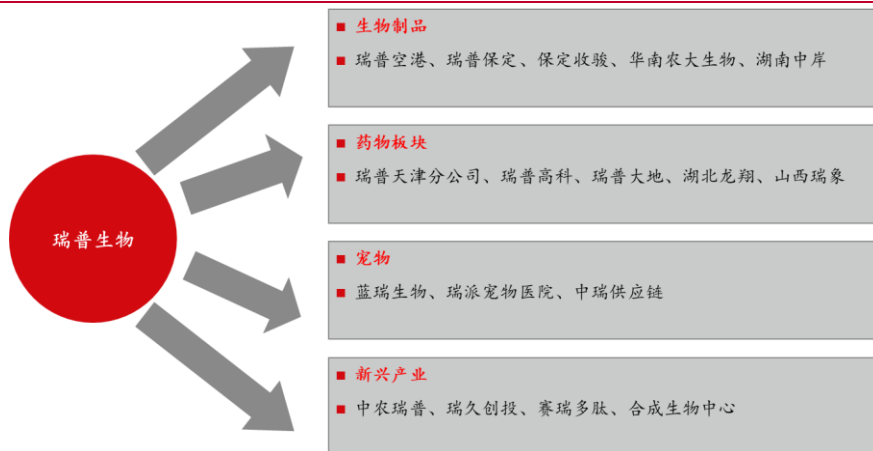 生物制品
瑞普空港、瑞普保定、保定收骏、华南农大生物、湖南中岸
药物板块
瑞普天津分公司、瑞普高科、瑞普大地、湖北龙翔、山西瑞象
瑞普生物
宠物
蓝瑞生物、瑞派宠物医院、中瑞供应链
新兴产业
中农瑞普、瑞久创投、赛瑞多肽、合成生物中心